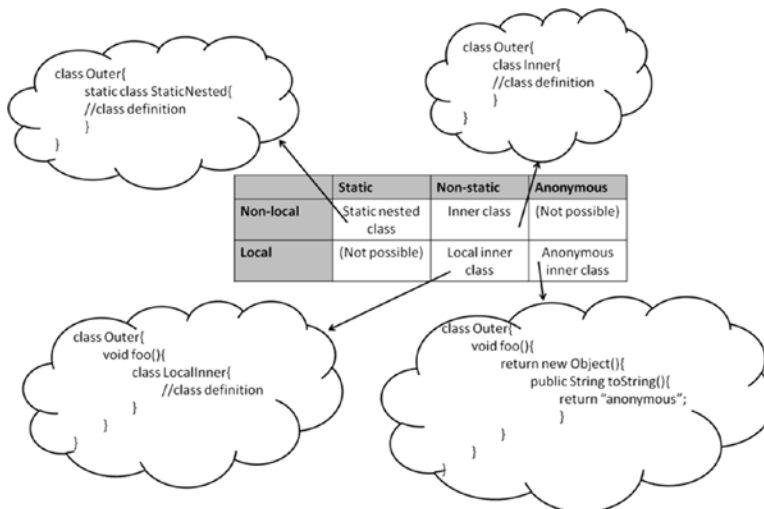 class Outer{
static class StaticNested{
//class definition
}
}
class Outer{
class Inner{
//class definition
}
}
Static Non-static Anonymous
Non-local Static nested class Inner class (Not possible)
Local (Not possible) Local inner class Anonymous inner class
class Outer{
void foo(){
class LocalInner{
//class definition
}
}
}
class Outer{
void foo(){
return new Object(){
public String toString(){
return “anonymous”;
}
}
}
}